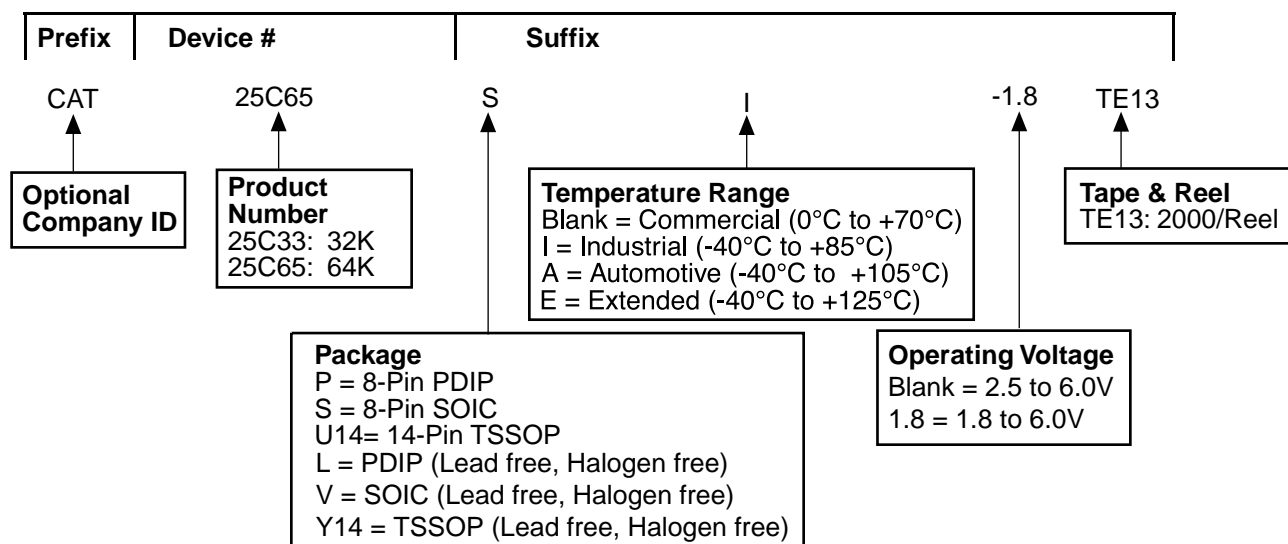 Prefix Device # Suffix
CAT 25C65 S I -1.8 TE13
Optional
Company ID
Product
Number
25C33: 32K
25C65: 64K
Temperature Range
Blank = Commercial (0°C to +70°C)
I = Industrial (-40°C to +85°C)
A = Automotive (-40°C to +105°C)
E = Extended (-40°C to +125°C)
Tape & Reel
TE13: 2000/Reel
Package
P = 8-Pin PDIP
S = 8-Pin SOIC
U14= 14-Pin TSSOP
L = PDIP (Lead free, Halogen free)
V = SOIC (Lead free, Halogen free)
Y14 = TSSOP (Lead free, Halogen free)
Operating Voltage
Blank = 2.5 to 6.0V
1.8 = 1.8 to 6.0V